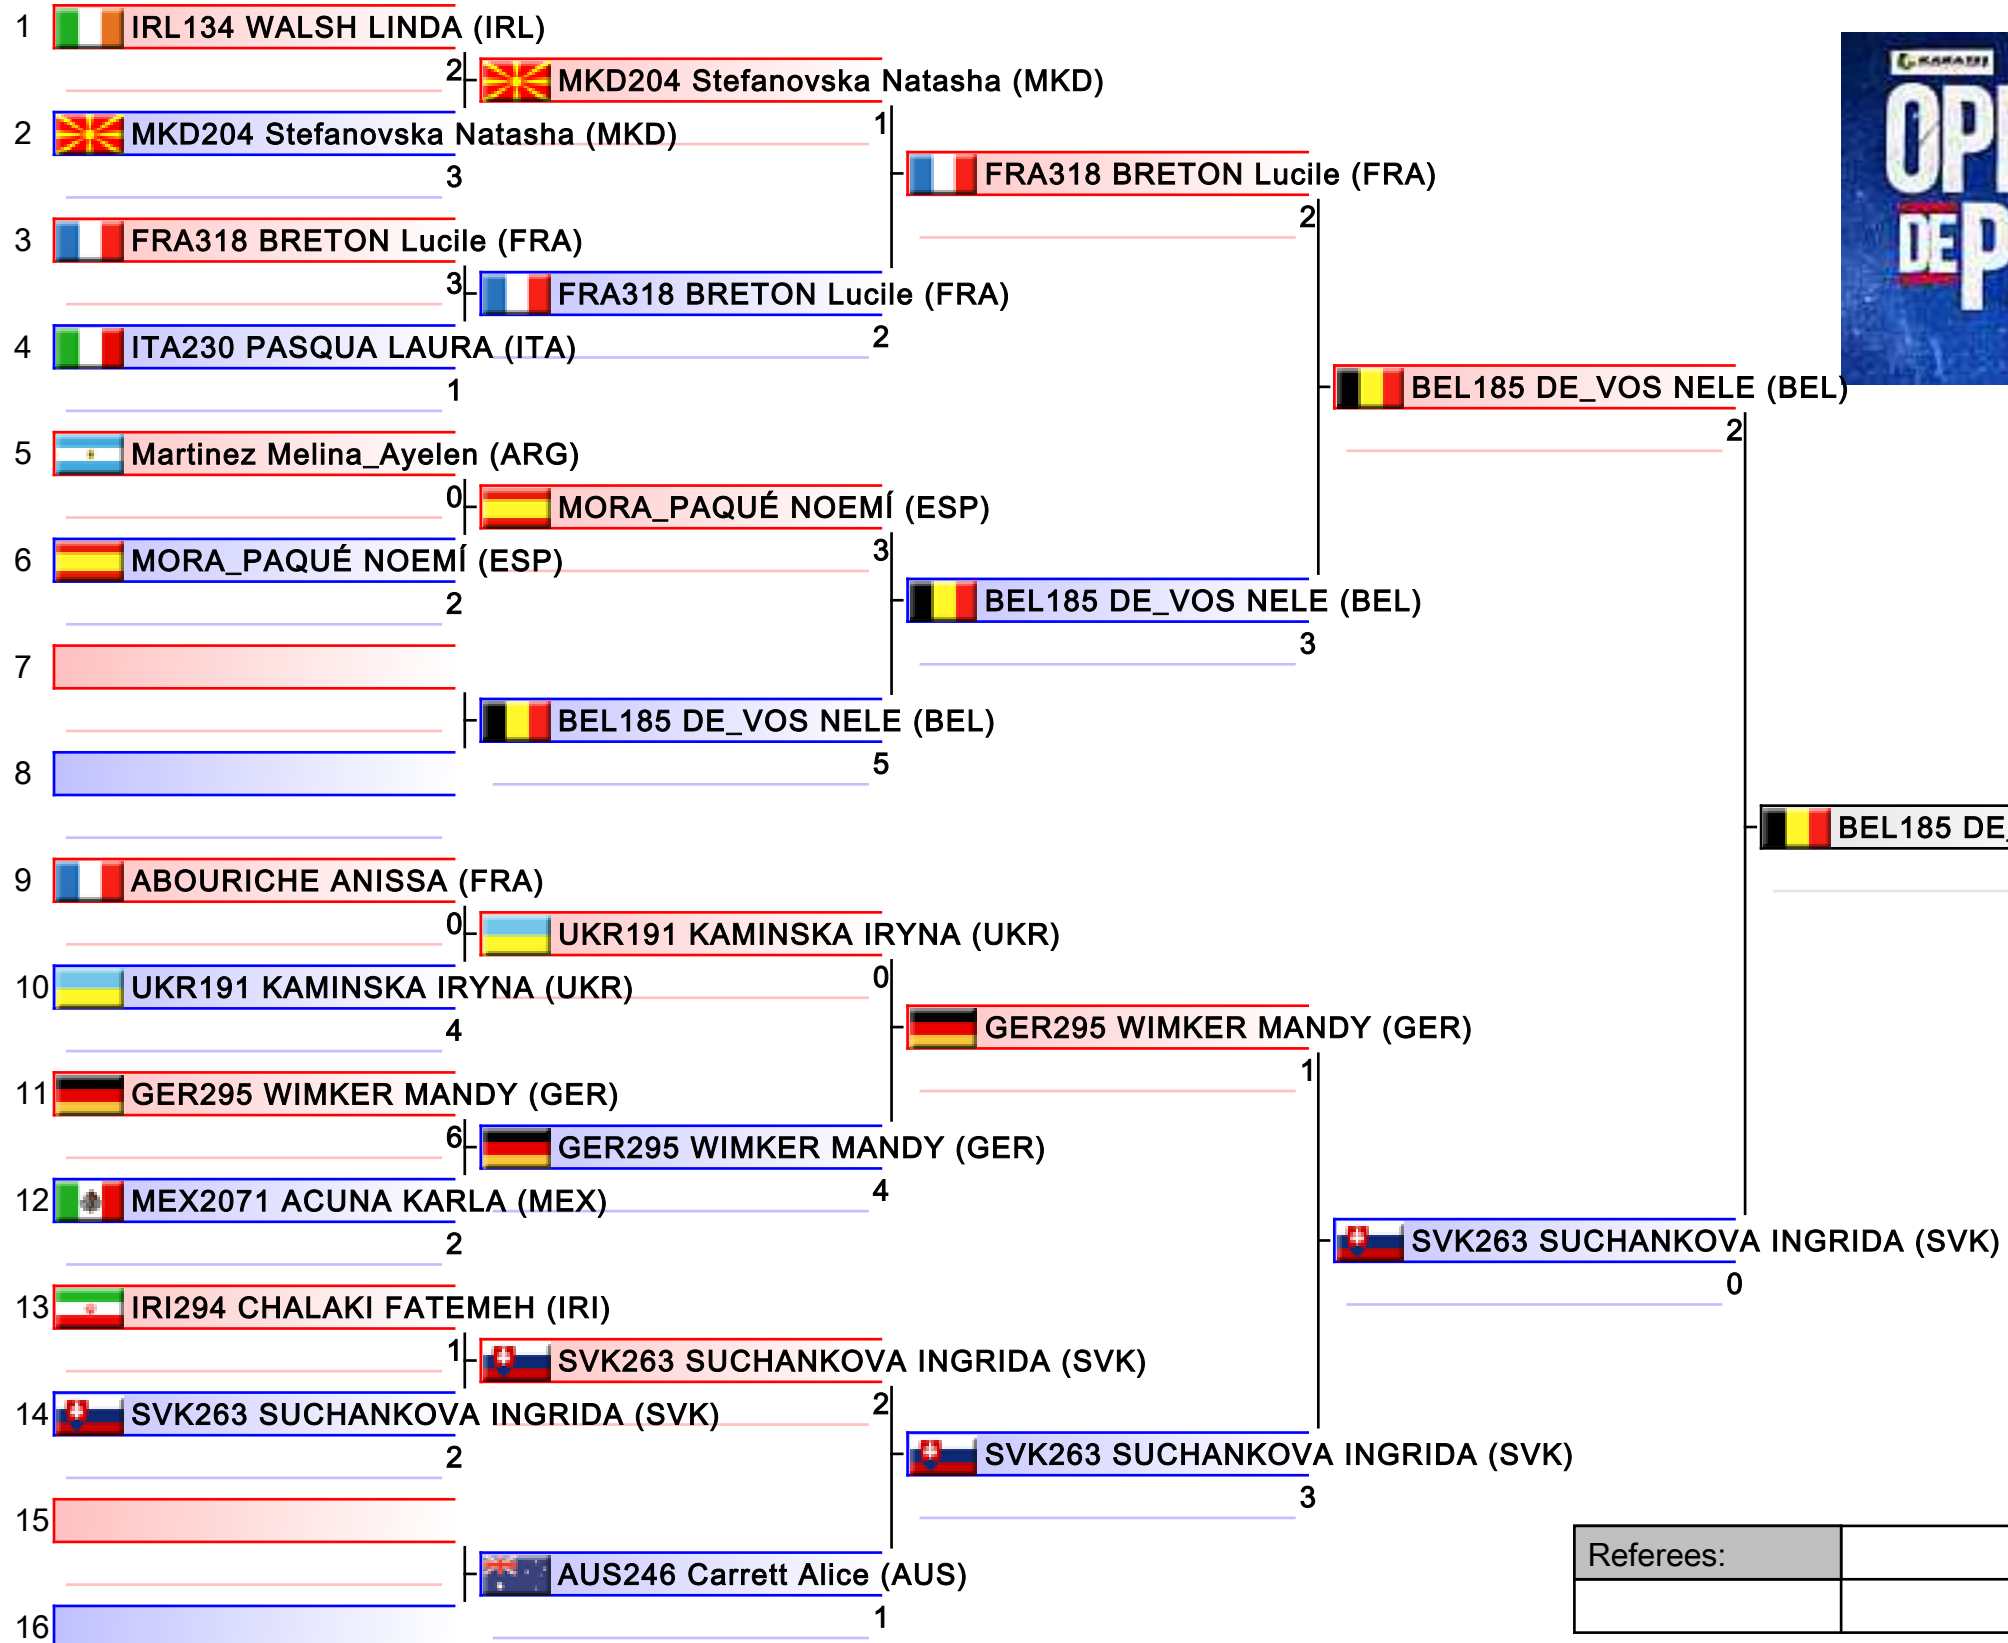 1 IRL134 WALSH LINDA (IRL)
2
2 MKD204 Stefanovska Natasha (MKD)
3
3 FRA318 BRETON Lucile (FRA)
3
4 ITA230 PASQUA LAURA (ITA)
1
5 Martinez Melina_Ayelen (ARG)
0
6 MORA_PAQUÉ NOEMÍ (ESP)
2
7
8
9 ABOURICHE ANISSA (FRA)
0
10 UKR191 KAMINSKA IRYNA (UKR)
4
11 GER295 WIMKER MANDY (GER)
6
12 MEX2071 ACUNA KARLA (MEX)
2
13 IRI294 CHALAKI FATEMEH (IRI)
1
14 SVK263 SUCHANKOVA INGRIDA (SVK)
2
15
16
MKD204 Stefanovska Natasha (MKD)
1
FRA318 BRETON Lucile (FRA)
2
MORA_PAQUÉ NOEMÍ (ESP)
3
BEL185 DE_VOS NELE (BEL)
5
UKR191 KAMINSKA IRYNA (UKR)
0
GER295 WIMKER MANDY (GER)
4
SVK263 SUCHANKOVA INGRIDA (SVK)
2
AUS246 Carrett Alice (AUS)
1
FRA318 BRETON Lucile (FRA)
2
BEL185 DE_VOS NELE (BEL)
3
GER295 WIMKER MANDY (GER)
1
SVK263 SUCHANKOVA INGRIDA (SVK)
3
BEL185 DE_VOS NELE (BEL)
2
SVK263 SUCHANKOVA INGRIDA (SVK)
0
BEL185 DE_
OP
DE P
Referees: